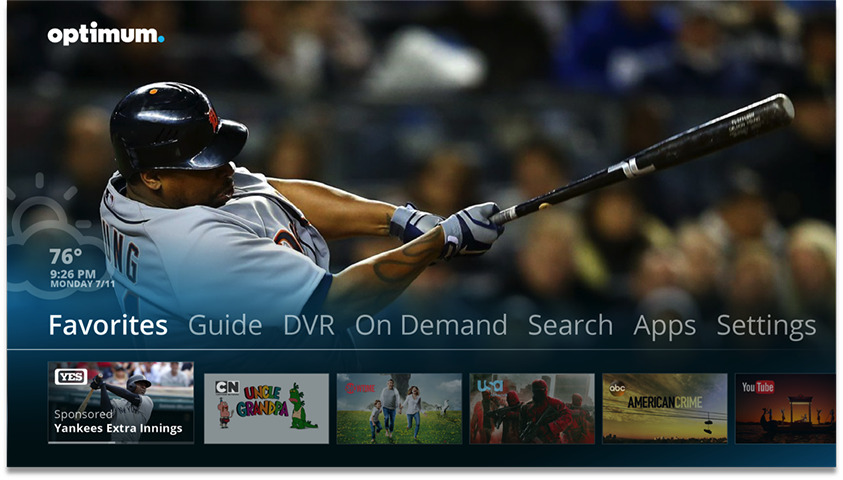 optimum.
UNG
76°
9:26 PM
MONDAY 7/11
Favorites Guide DVR On Demand Search Apps Settings
YES
Sponsored
Yankees Extra Innings
CN
UNCLE
GRANDPA
SHOWTIME
usa
abc
AMERICAN CRIME
YouTube